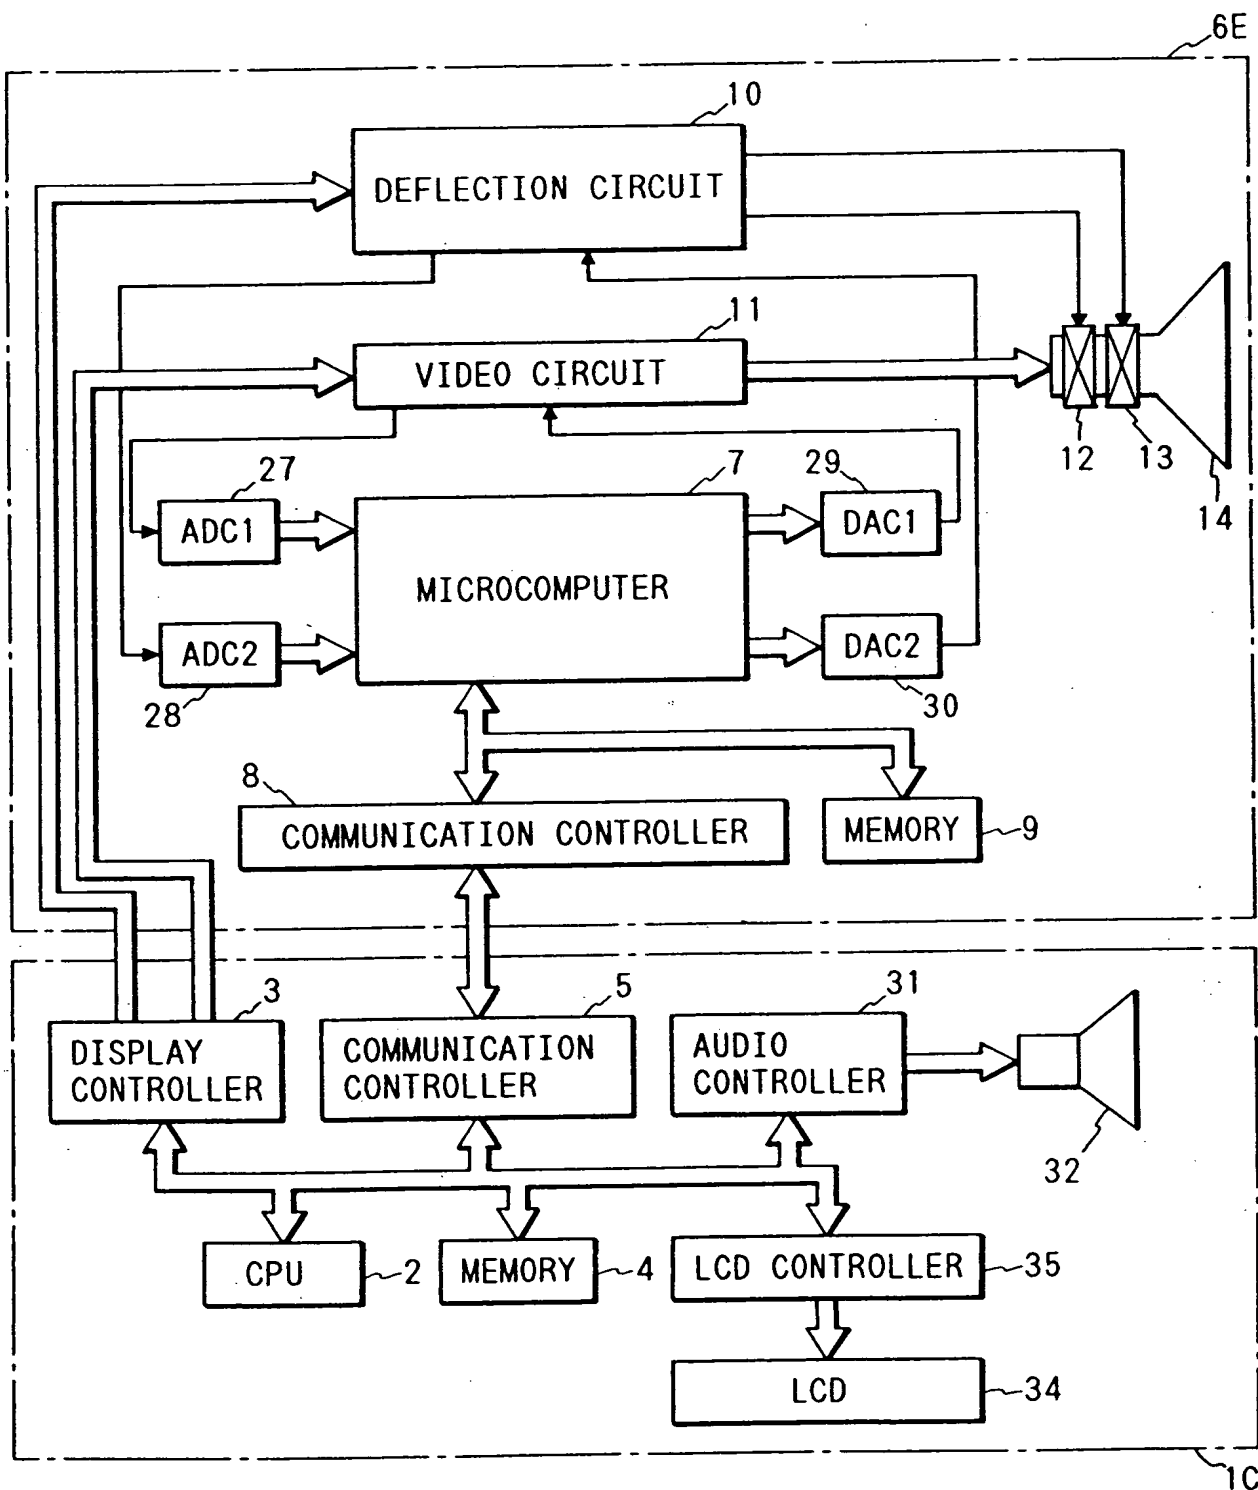 6E
10
DEFLECTION CIRCUIT
11
VIDEO CIRCUIT
12
13
14
27
ADC1
7
MICROCOMPUTER
29
DAC1
ADC2
28
DAC2
30
8
COMMUNICATION CONTROLLER
MEMORY
9
3
DISPLAY
CONTROLLER
5
COMMUNICATION
CONTROLLER
31
AUDIO
CONTROLLER
32
CPU
2
MEMORY
4
LCD CONTROLLER
35
LCD
34
1C